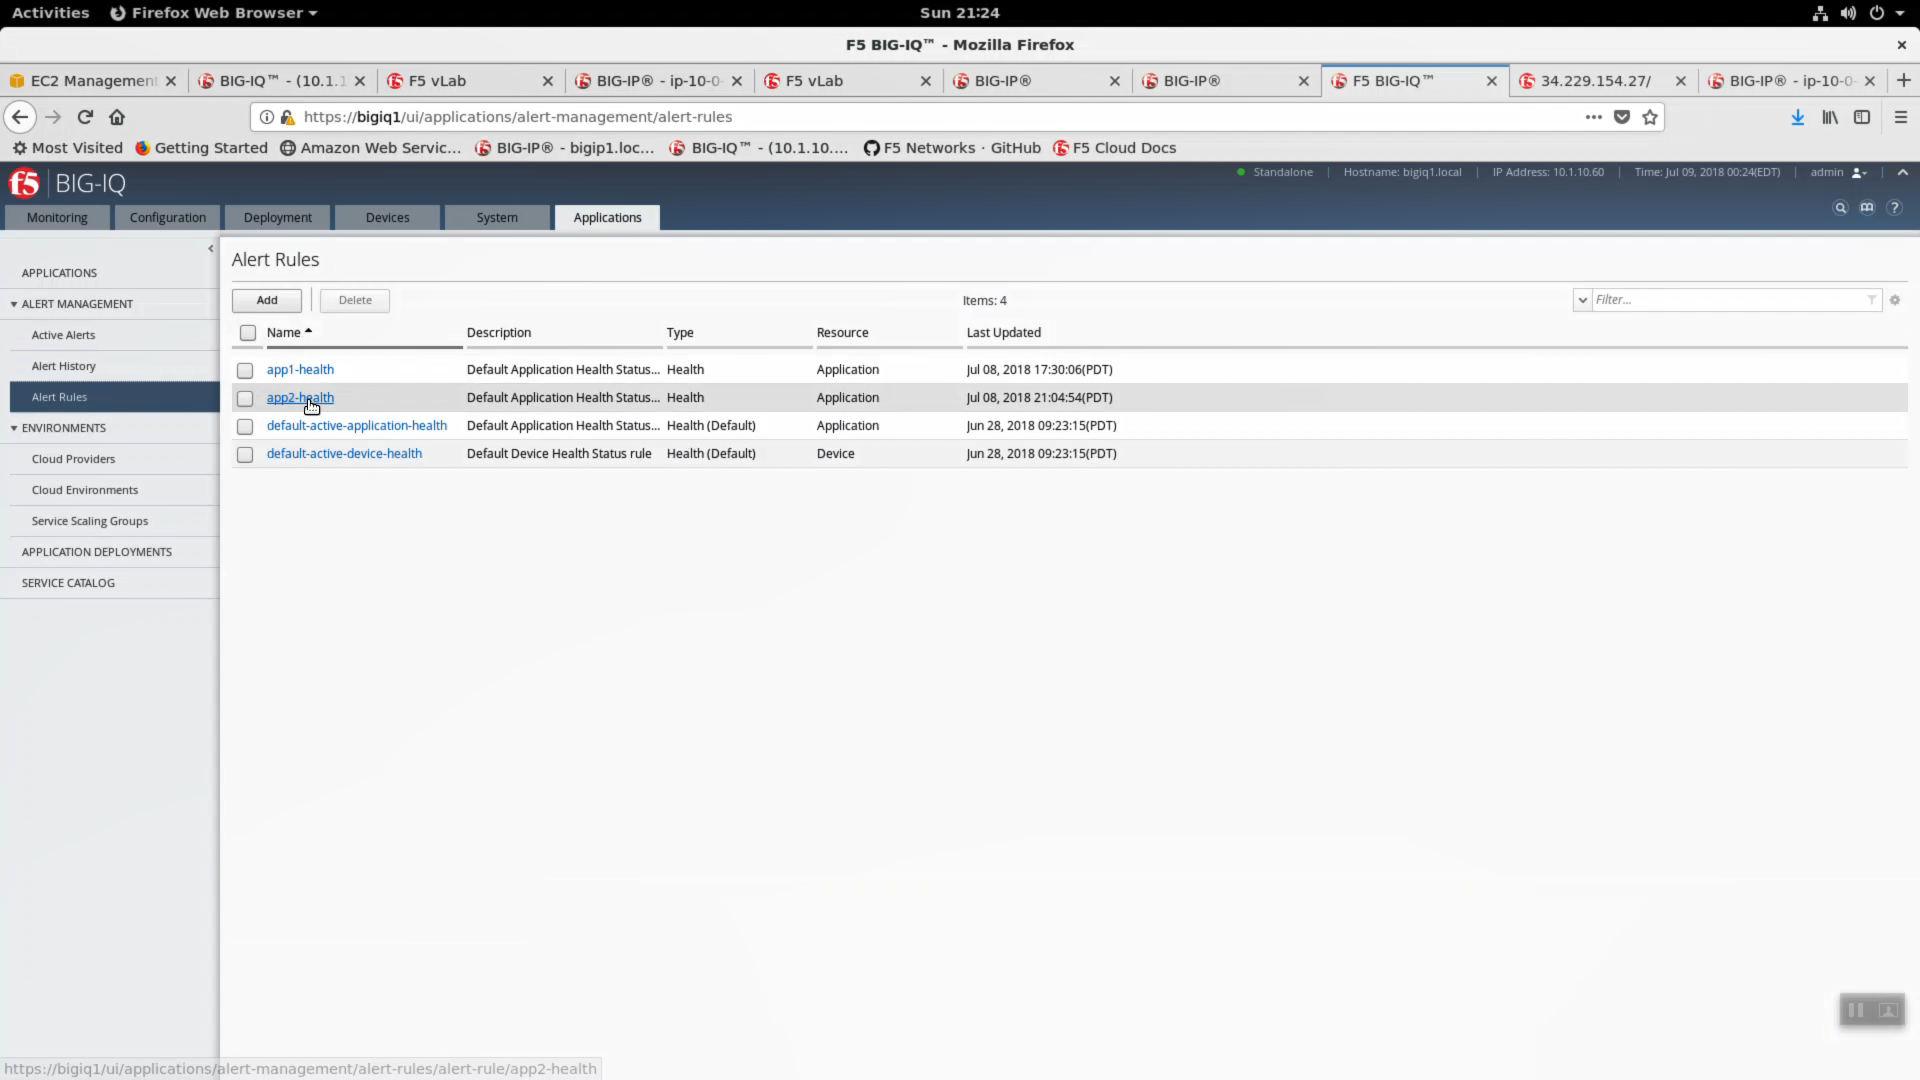 Activities Firefox Web Browser Sun 21:24
F5 BIG-IQ™ - Mozilla Firefox
EC2 Management BIG-IQ™ - (10.1.1 F5 vLab BIG-IP® - ip-10-0- F5 vLab BIG-IP® BIG-IP® F5 BIG-IQ™ 34.229.154.27/ BIG-IP® - ip-10-0-
https://bigiq1/ui/applications/alert-management/alert-rules
Most Visited Getting Started Amazon Web Servic... BIG-IP® - bigip1.loc... BIG-IQ™ - (10.1.10.... F5 Networks · GitHub F5 Cloud Docs
f5 BIG-IQ Standalone Hostname: bigiq1.local IP Address: 10.1.10.60 Time: Jul 09, 2018 00:24(EDT) admin
Monitoring Configuration Deployment Devices System Applications
Alert Rules
APPLICATIONS
ALERT MANAGEMENT
Active Alerts
Alert History
Alert Rules
ENVIRONMENTS
Cloud Providers
Cloud Environments
Service Scaling Groups
APPLICATION DEPLOYMENTS
SERVICE CATALOG
Add Delete Items: 4 Filter...
Name Description Type Resource Last Updated
app1-health Default Application Health Status... Health Application Jul 08, 2018 17:30:06(PDT)
app2-health Default Application Health Status... Health Application Jul 08, 2018 21:04:54(PDT)
default-active-application-health Default Application Health Status... Health (Default) Application Jun 28, 2018 09:23:15(PDT)
default-active-device-health Default Device Health Status rule Health (Default) Device Jun 28, 2018 09:23:15(PDT)
https://bigiq1/ui/applications/alert-management/alert-rules/alert-rule/app2-health